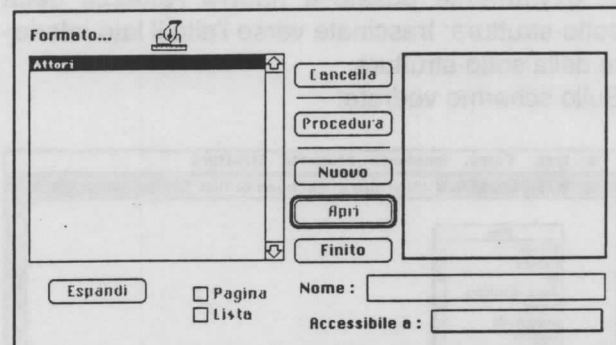 Formato...
Attori
Cancella
Procedura
Nuovo
Apri
Finito
Espandi
Pagina
Lista
Nome :
Accessibile a :